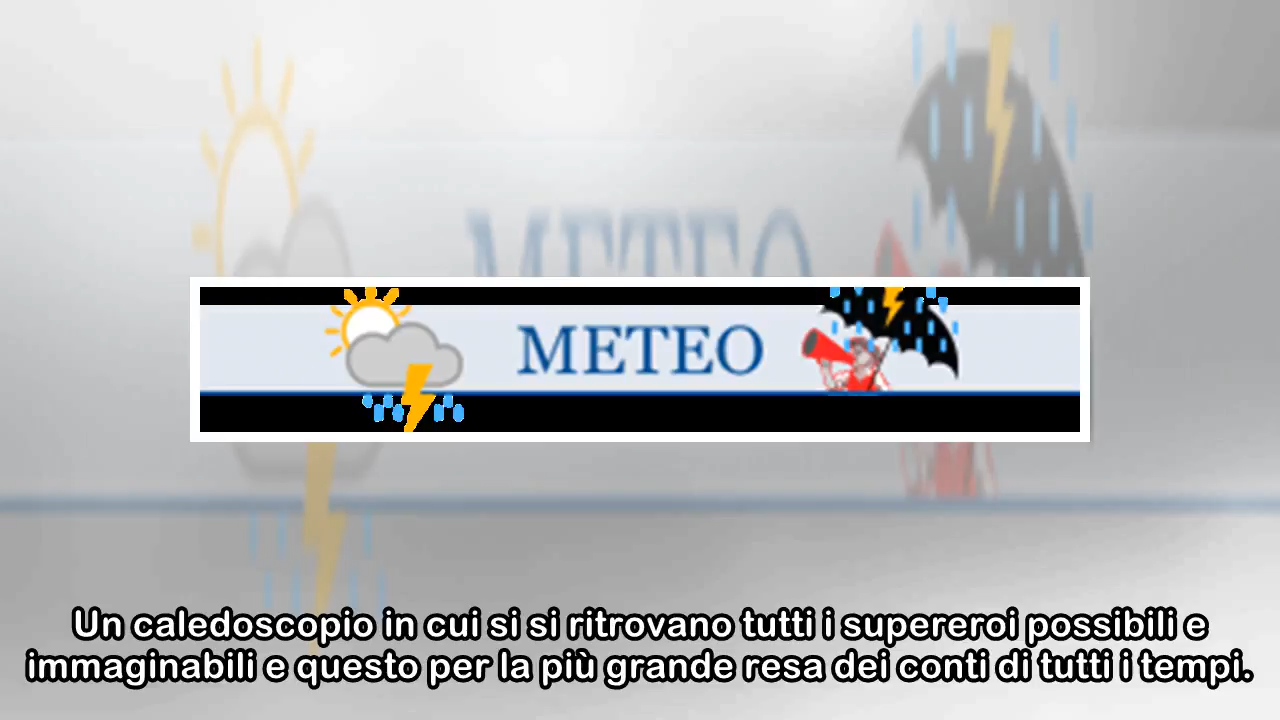 METEO
METEO
Un caledoscopio in cui si si ritrovano tutti i supereroi possibili e
immaginabili e questo per la più grande resa dei conti di tutti i tempi.